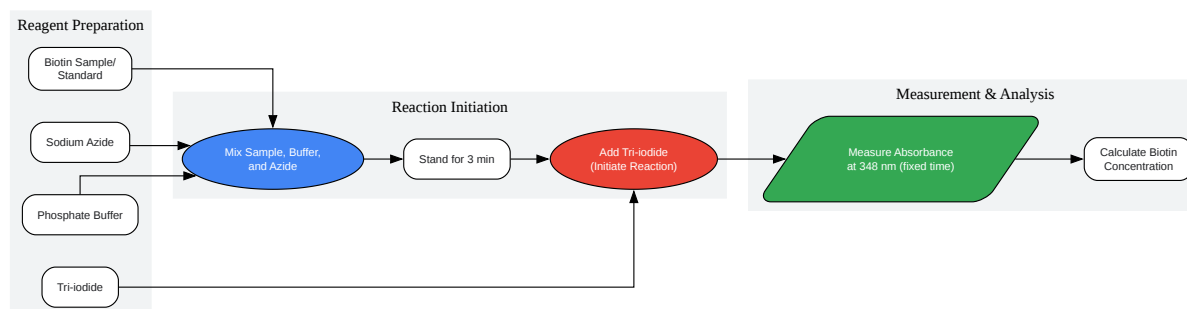 Reagent Preparation
Biotin Sample/
Standard
Sodium Azide
Phosphate Buffer
Tri-iodide
Reaction Initiation
Mix Sample, Buffer,
and Azide
Stand for 3 min
Add Tri-iodide
(Initiate Reaction)
Measurement & Analysis
Measure Absorbance
at 348 nm (fixed time)
Calculate Biotin
Concentration